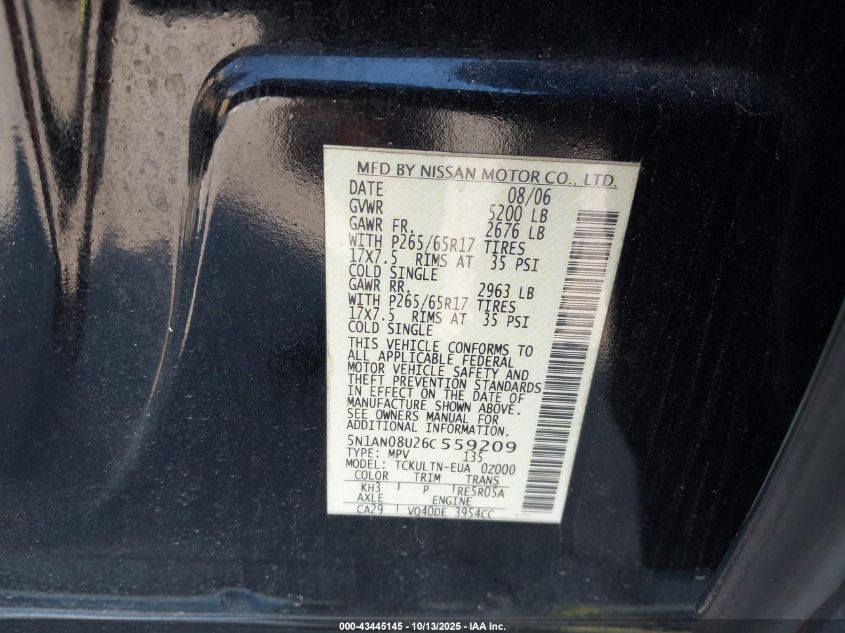 MFD BY NISSAN MOTOR CO., LTD.
DATE 08/06
GVWR 5200 LB
GAWR FR. 2676 LB
WITH P265/65R17 TIRES
17X7.5 RIMS AT 35 PSI
COLD SINGLE
GAWR RR. 2963 LB
WITH P265/65R17 TIRES
17X7.5 RIMS AT 35 PSI
COLD SINGLE
THIS VEHICLE CONFORMS TO
ALL APPLICABLE FEDERAL
MOTOR VEHICLE SAFETY AND
THEFT PREVENTION STANDARDS
IN EFFECT ON THE DATE OF
MANUFACTURE SHOWN ABOVE.
SEE OWNERS MANUAL FOR
ADDITIONAL INFORMATION.
5N1AN08U26C559209
TYPE: MPV 135
MODEL: TCKULTN-EUA 0Z000
COLOR TRIM TRANS
KH3 P RE5R05A
AXLE ENGINE
CA29 VQ40DE 3954CC
000-43445145 - 10/13/2025 - IAA Inc.